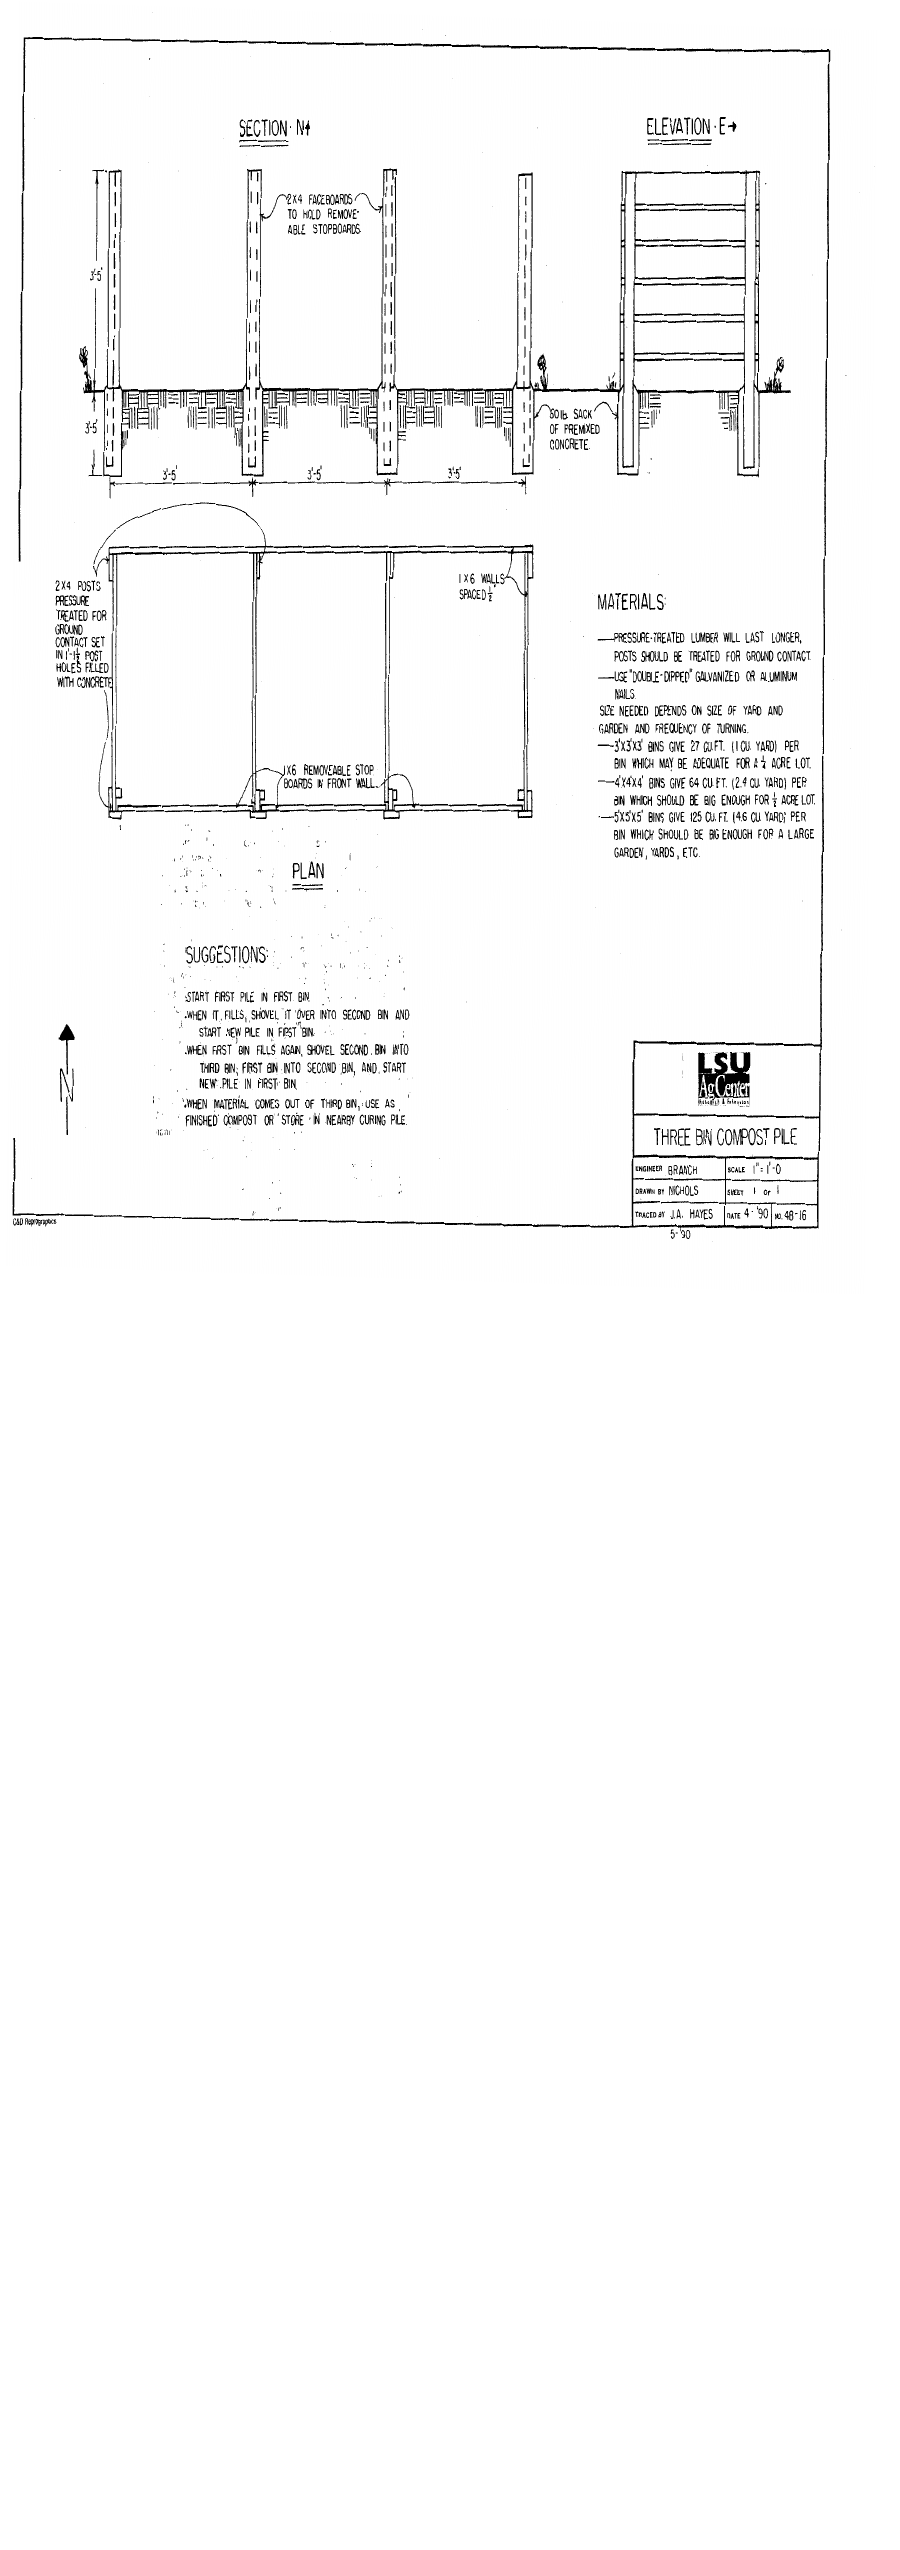 SECTION · N
ELEVATION · E
2X4 FACEBOARDS
TO HOLD REMOVE-
ABLE STOPBOARDS
3'-5'
3'-5'
80 lb. SACK
OF PREMIXED
CONCRETE.
3'-5'
3'-5'
3'-5'
2X4 POSTS
PRESSURE
TREATED FOR
GROUND
CONTACT SET
IN 1'-1½ POST
HOLES FILLED
WITH CONCRETE
1X6 WALLS
SPACED ½"
1X6 REMOVEABLE STOP
BOARDS IN FRONT WALL.
PLAN
MATERIALS:
—PRESSURE-TREATED LUMBER WILL LAST LONGER,
POSTS SHOULD BE TREATED FOR GROUND CONTACT.
—USE "DOUBLE-DIPPED" GALVANIZED OR ALUMINUM
NAILS.
SIZE NEEDED DEPENDS ON SIZE OF YARD AND
GARDEN AND FREQUENCY OF TURNING.
—3'X3'X3' BINS GIVE 27 CU.FT. (1 CU. YARD) PER
BIN WHICH MAY BE ADEQUATE FOR A ¼ ACRE LOT.
—4'X4'X4' BINS GIVE 64 CU.FT. (2.4 CU. YARD) PER
BIN WHICH SHOULD BE BIG ENOUGH FOR ½ ACRE LOT.
—5'X5'X5' BINS GIVE 125 CU. FT. (4.6 CU. YARD) PER
BIN WHICH SHOULD BE BIG ENOUGH FOR A LARGE
GARDEN, YARDS, ETC.
SUGGESTIONS:
.START FIRST PILE IN FIRST BIN.
.WHEN IT FILLS, SHOVEL IT OVER INTO SECOND BIN AND
START NEW PILE IN FIRST BIN.
.WHEN FIRST BIN FILLS AGAIN, SHOVEL SECOND BIN INTO
THIRD BIN, FIRST BIN INTO SECOND BIN, AND START
NEW PILE IN FIRST BIN.
.WHEN MATERIAL COMES OUT OF THIRD BIN, USE AS
FINISHED COMPOST OR STORE IN NEARBY CURING PILE.
N
LSU
AgCenter
Research & Extension
THREE BIN COMPOST PILE
ENGINEER BRANCH
SCALE 1"=1'-0
DRAWN BY NICHOLS
SHEET 1 OF 1
TRACED BY J.A. HAYES
DATE 4-'90
NO. 48-16
5-'90
C&D Reprographics